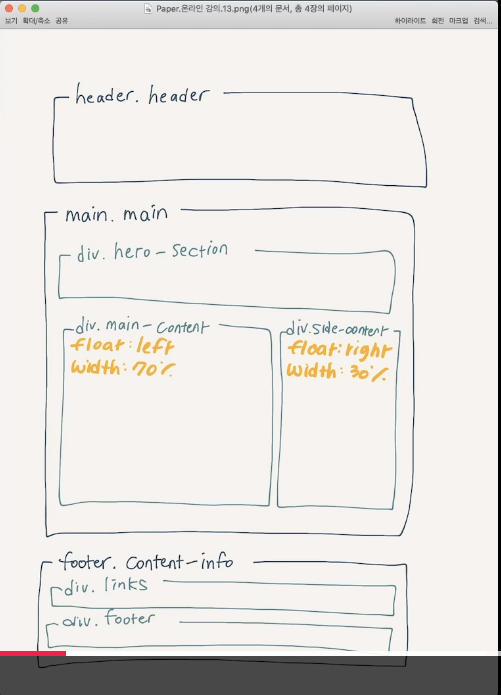 Paper.온라인 강의.13.png(4개의 문서, 총 4장의 페이지)
보기 확대/축소 공유 하이라이트 회전 마크업 검색...
header. header
main. main
div. hero-section
div. main-content
float: left
width: 70%
div.side-content
float: right
width: 30%
footer. content-info
div. links
div. footer